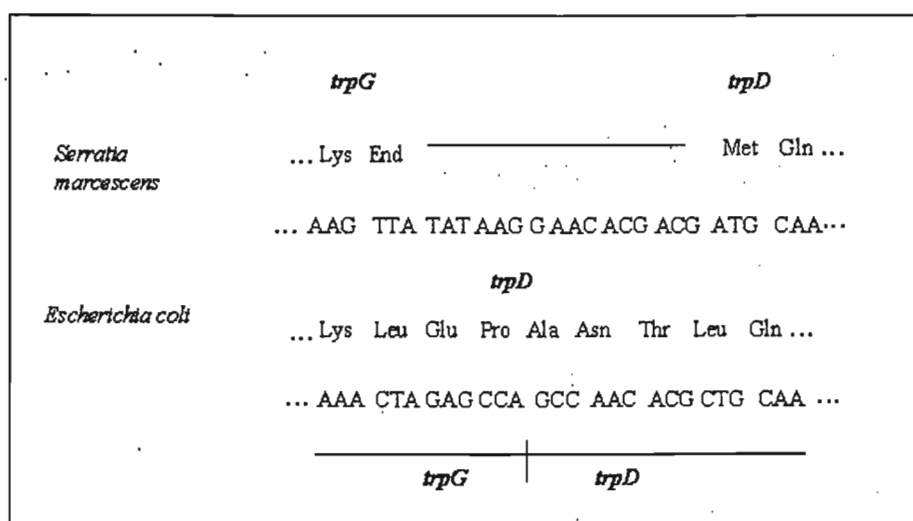 trpG trpD
Serratia marcescens
... Lys End Met Gln ...
... AAG TTA TAT AAG G AAC ACG ACG ATG CAA...
trpD
Escherichia coli
... Lys Leu Glu Pro Ala Asn Thr Leu Gln ...
... AAA CTA GAG CCA GCC AAC ACG CTG CAA ...
trpG trpD